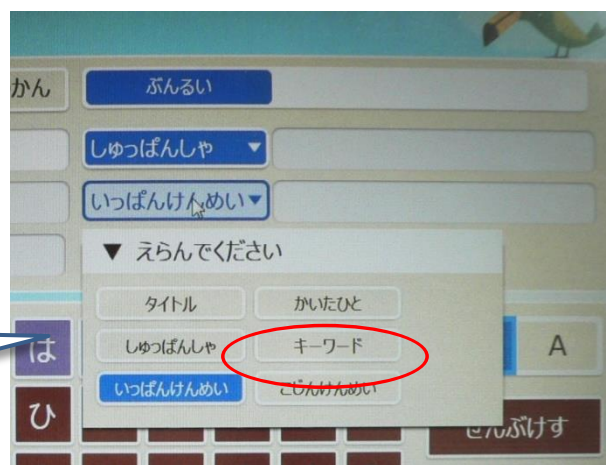 かん ぶんるい
しゅっぱんしゃ ▼
いっぱんけんめい ▼
▼ えらんでください
タイトル かいたひと
しゅっぱんしゃ キーワード
いっぱんけんめい こじんけんめい
は A
ひ ぜんぶけす